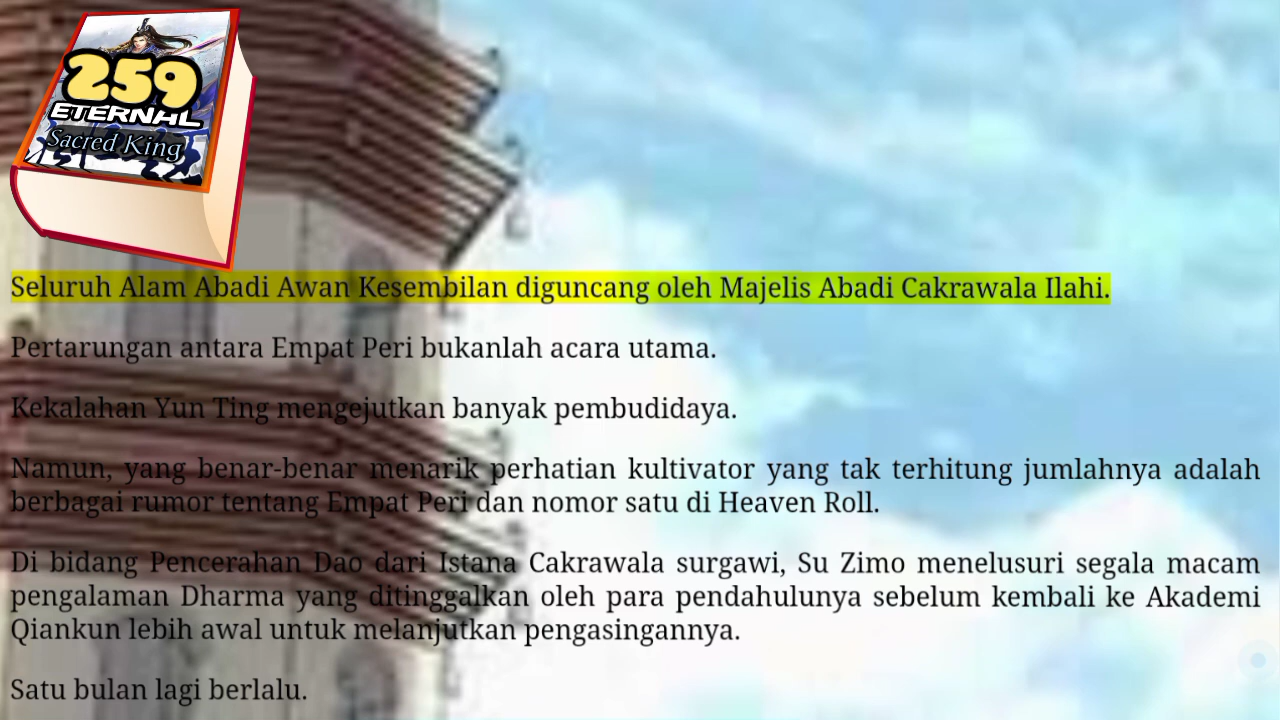 259
ETERNAL
Sacred King
Seluruh Alam Abadi Awan Kesembilan diguncang oleh Majelis Abadi Cakrawala Ilahi.
Pertarungan antara Empat Peri bukanlah acara utama.
Kekalahan Yun Ting mengejutkan banyak pembudidaya.
Namun, yang benar-benar menarik perhatian kultivator yang tak terhitung jumlahnya adalah
berbagai rumor tentang Empat Peri dan nomor satu di Heaven Roll.
Di bidang Pencerahan Dao dari Istana Cakrawala surgawi, Su Zimo menelusuri segala macam
pengalaman Dharma yang ditinggalkan oleh para pendahulunya sebelum kembali ke Akademi
Qiankun lebih awal untuk melanjutkan pengasingannya.
Satu bulan lagi berlalu.